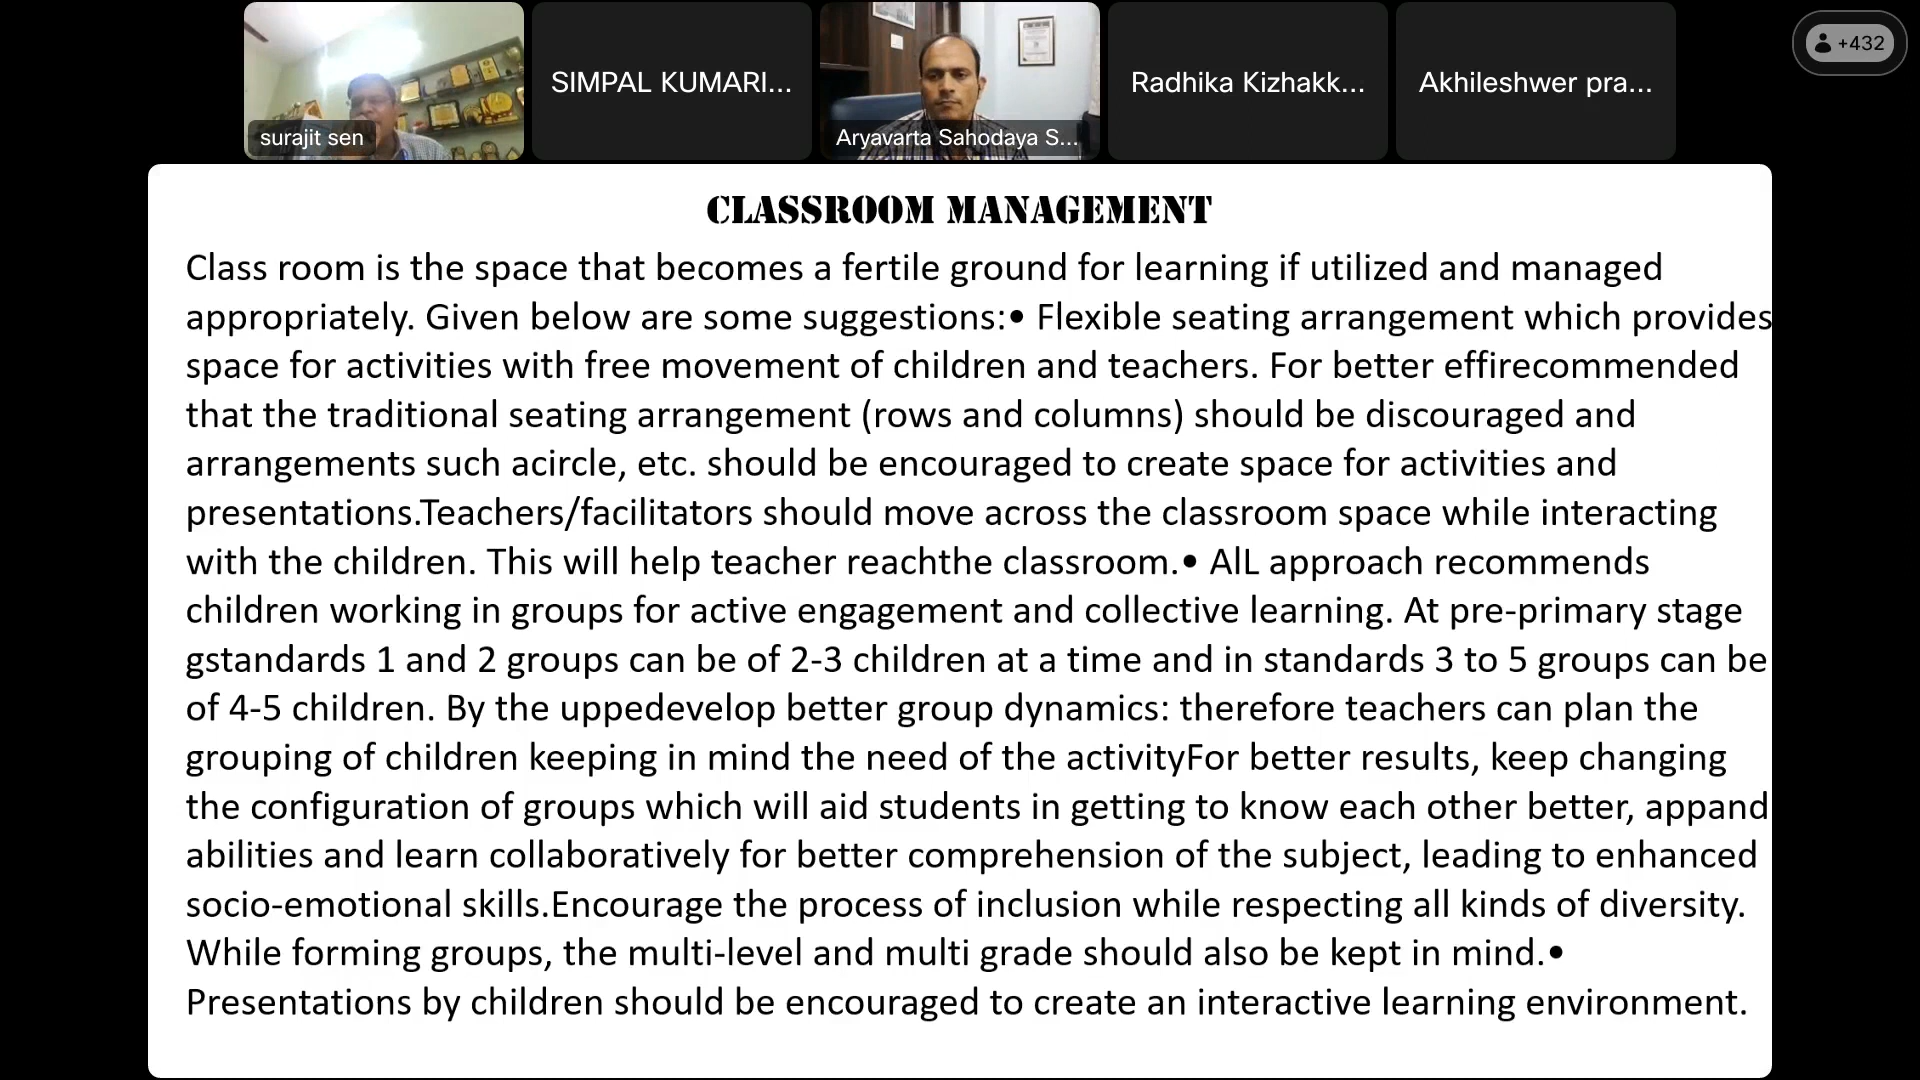 surajit sen
SIMPAL KUMARI...
Aryavarta Sahodaya S...
Radhika Kizhakk...
Akhileshwer pra...
+432
CLASSROOM MANAGEMENT
Class room is the space that becomes a fertile ground for learning if utilized and managed
appropriately. Given below are some suggestions:• Flexible seating arrangement which provides
space for activities with free movement of children and teachers. For better effirecommended
that the traditional seating arrangement (rows and columns) should be discouraged and
arrangements such acircle, etc. should be encouraged to create space for activities and
presentations.Teachers/facilitators should move across the classroom space while interacting
with the children. This will help teacher reachthe classroom.• AlL approach recommends
children working in groups for active engagement and collective learning. At pre-primary stage
gstandards 1 and 2 groups can be of 2-3 children at a time and in standards 3 to 5 groups can be
of 4-5 children. By the uppedevelop better group dynamics: therefore teachers can plan the
grouping of children keeping in mind the need of the activityFor better results, keep changing
the configuration of groups which will aid students in getting to know each other better, appand
abilities and learn collaboratively for better comprehension of the subject, leading to enhanced
socio-emotional skills.Encourage the process of inclusion while respecting all kinds of diversity.
While forming groups, the multi-level and multi grade should also be kept in mind.•
Presentations by children should be encouraged to create an interactive learning environment.